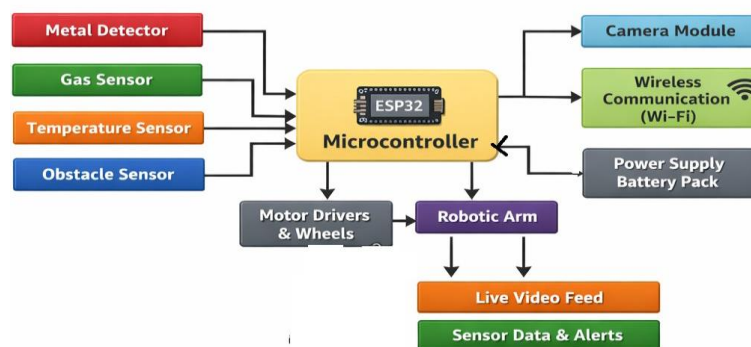 Metal Detector
Gas Sensor
Temperature Sensor
Obstacle Sensor
ESP32
Microcontroller
Camera Module
Wireless
Communication
(Wi-Fi)
Power Supply
Battery Pack
Motor Drivers
& Wheels
Robotic Arm
Live Video Feed
Sensor Data & Alerts